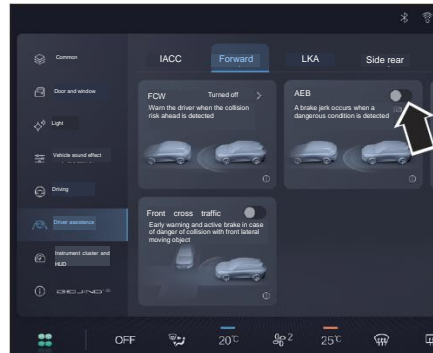 Common
Door and window
Light
Vehicle sound effect
Driving
Driver assistance
Instrument cluster and
HUD
IACC
Forward
LKA
Side rear
FCW
Turned off >
Warn the driver when the collision
risk ahead is detected
AEB
A brake jerk occurs when a
dangerous condition is detected
Front cross traffic
Early warning and active brake in case
of danger of collision with front lateral
moving object
OFF
20°C
2
25°C